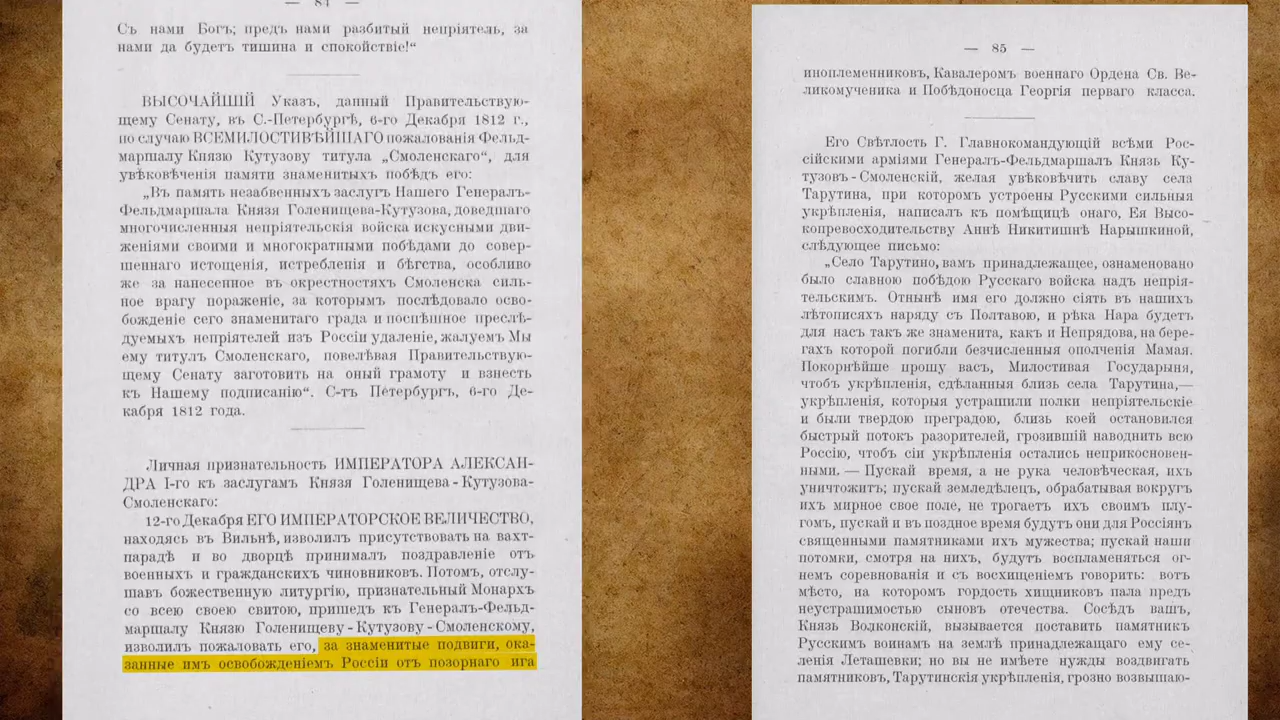 — 84 —
Съ нами Богъ; предъ нами разбитый непріятель, за
нами да будетъ тишина и спокойствіе!“
ВЫСОЧАЙШІЙ Указъ, данный Правительствую-
щему Сенату, въ С.-Петербургѣ, 6-го Декабря 1812 г.,
по случаю ВСЕМИЛОСТИВѢЙШАГО пожалованія Фельд-
маршалу Князю Кутузову титула „Смоленскаго“, для
увѣковѣченія памяти знаменитыхъ побѣдъ его:
„Въ память незабвенныхъ заслугъ Нашего Генералъ-
Фельдмаршала Князя Голенищева-Кутузова, доведшаго
многочисленныя непріятельскія войска искусными дви-
женіями своими и многократными побѣдами до совер-
шеннаго истощенія, истребленія и бѣгства, особливо
же за нанесенное въ окрестностяхъ Смоленска силь-
ное врагу пораженіе, за которымъ послѣдовало осво-
божденіе сего знаменитаго града и поспѣшное преслѣ-
дуемыхъ непріятелей изъ Россіи удаленіе, жалуемъ Мы
ему титулъ Смоленскаго, повелѣвая Правительствую-
щему Сенату заготовить на оный грамоту и взнесть
къ Нашему подписанію“. С-тъ Петербургъ, 6-го Де-
кабря 1812 года.
Личная признательность ИМПЕРАТОРА АЛЕКСАН-
ДРА I-го къ заслугамъ Князя Голенищева-Кутузова-
Смоленскаго:
12-го Декабря ЕГО ИМПЕРАТОРСКОЕ ВЕЛИЧЕСТВО,
находясь въ Вильнѣ, изволилъ присутствовать на вахт-
парадѣ и во дворцѣ принималъ поздравленіе отъ
военныхъ и гражданскихъ чиновниковъ. Потомъ, отслу-
шавъ божественную литургію, признательный Монархъ
со всею своею свитою, пришедъ къ Генералъ-Фельд-
маршалу Князю Голенищеву-Кутузову-Смоленскому,
изволилъ пожаловать его, за знаменитые подвиги, ока-
занные имъ освобожденіемъ Россіи отъ позорнаго ига
— 85 —
иноплеменниковъ, Кавалеромъ военнаго Ордена Св. Ве-
ликомученика и Побѣдоносца Георгія перваго класса.
Его Свѣтлость Г. Главнокомандующій всѣми Рос-
сійскими арміями Генералъ-Фельдмаршалъ Князь Ку-
тузовъ-Смоленскій, желая увѣковѣчить славу села
Тарутина, при которомъ устроены Русскими сильныя
укрѣпленія, написалъ къ помѣщицѣ онаго, Ея Высо-
копревосходительству Аннѣ Никитишнѣ Нарышкиной,
слѣдующее письмо:
„Село Тарутино, вамъ принадлежащее, ознаменовано
было славною побѣдою Русскаго войска надъ непрія-
тельскимъ. Отнынѣ имя его должно сіять въ нашихъ
лѣтописяхъ наряду съ Полтавою, и рѣка Нара будетъ
для насъ такъ же знаменита, какъ и Непрядова, на бере-
гахъ которой погибли безчисленныя ополченія Мамая.
Покорнѣйше прошу васъ, Милостивая Государыня,
чтобъ укрѣпленія, сдѣланныя близь села Тарутина,—
укрѣпленія, которыя устрашили полки непріятельскіе
и были твердою преградою, близь коей остановился
быстрый потокъ разорителей, грозившій наводнить всю
Россію, чтобъ сіи укрѣпленія остались неприкосновен-
ными. — Пускай время, а не рука человѣческая, ихъ
уничтожитъ; пускай земледѣлецъ, обрабатывая вокругъ
ихъ мирное свое поле, не трогаетъ ихъ своимъ плу-
гомъ, пускай и въ поздное время будутъ они для Россіянъ
священными памятниками ихъ мужества; пускай наши
потомки, смотря на нихъ, будутъ воспламеняться ог-
немъ соревнованія и съ восхищеніемъ говорить: вотъ
мѣсто, на которомъ гордость хищниковъ пала предъ
неустрашимостью сыновъ отечества. Сосѣдъ вашъ,
Князь Волконскій, вызывается поставить памятникъ
Русскимъ воинамъ на землѣ принадлежащаго ему се-
ленія Леташевки; но вы не имѣете нужды воздвигать
памятниковъ, Тарутинскія укрѣпленія, грозно возвышаю-